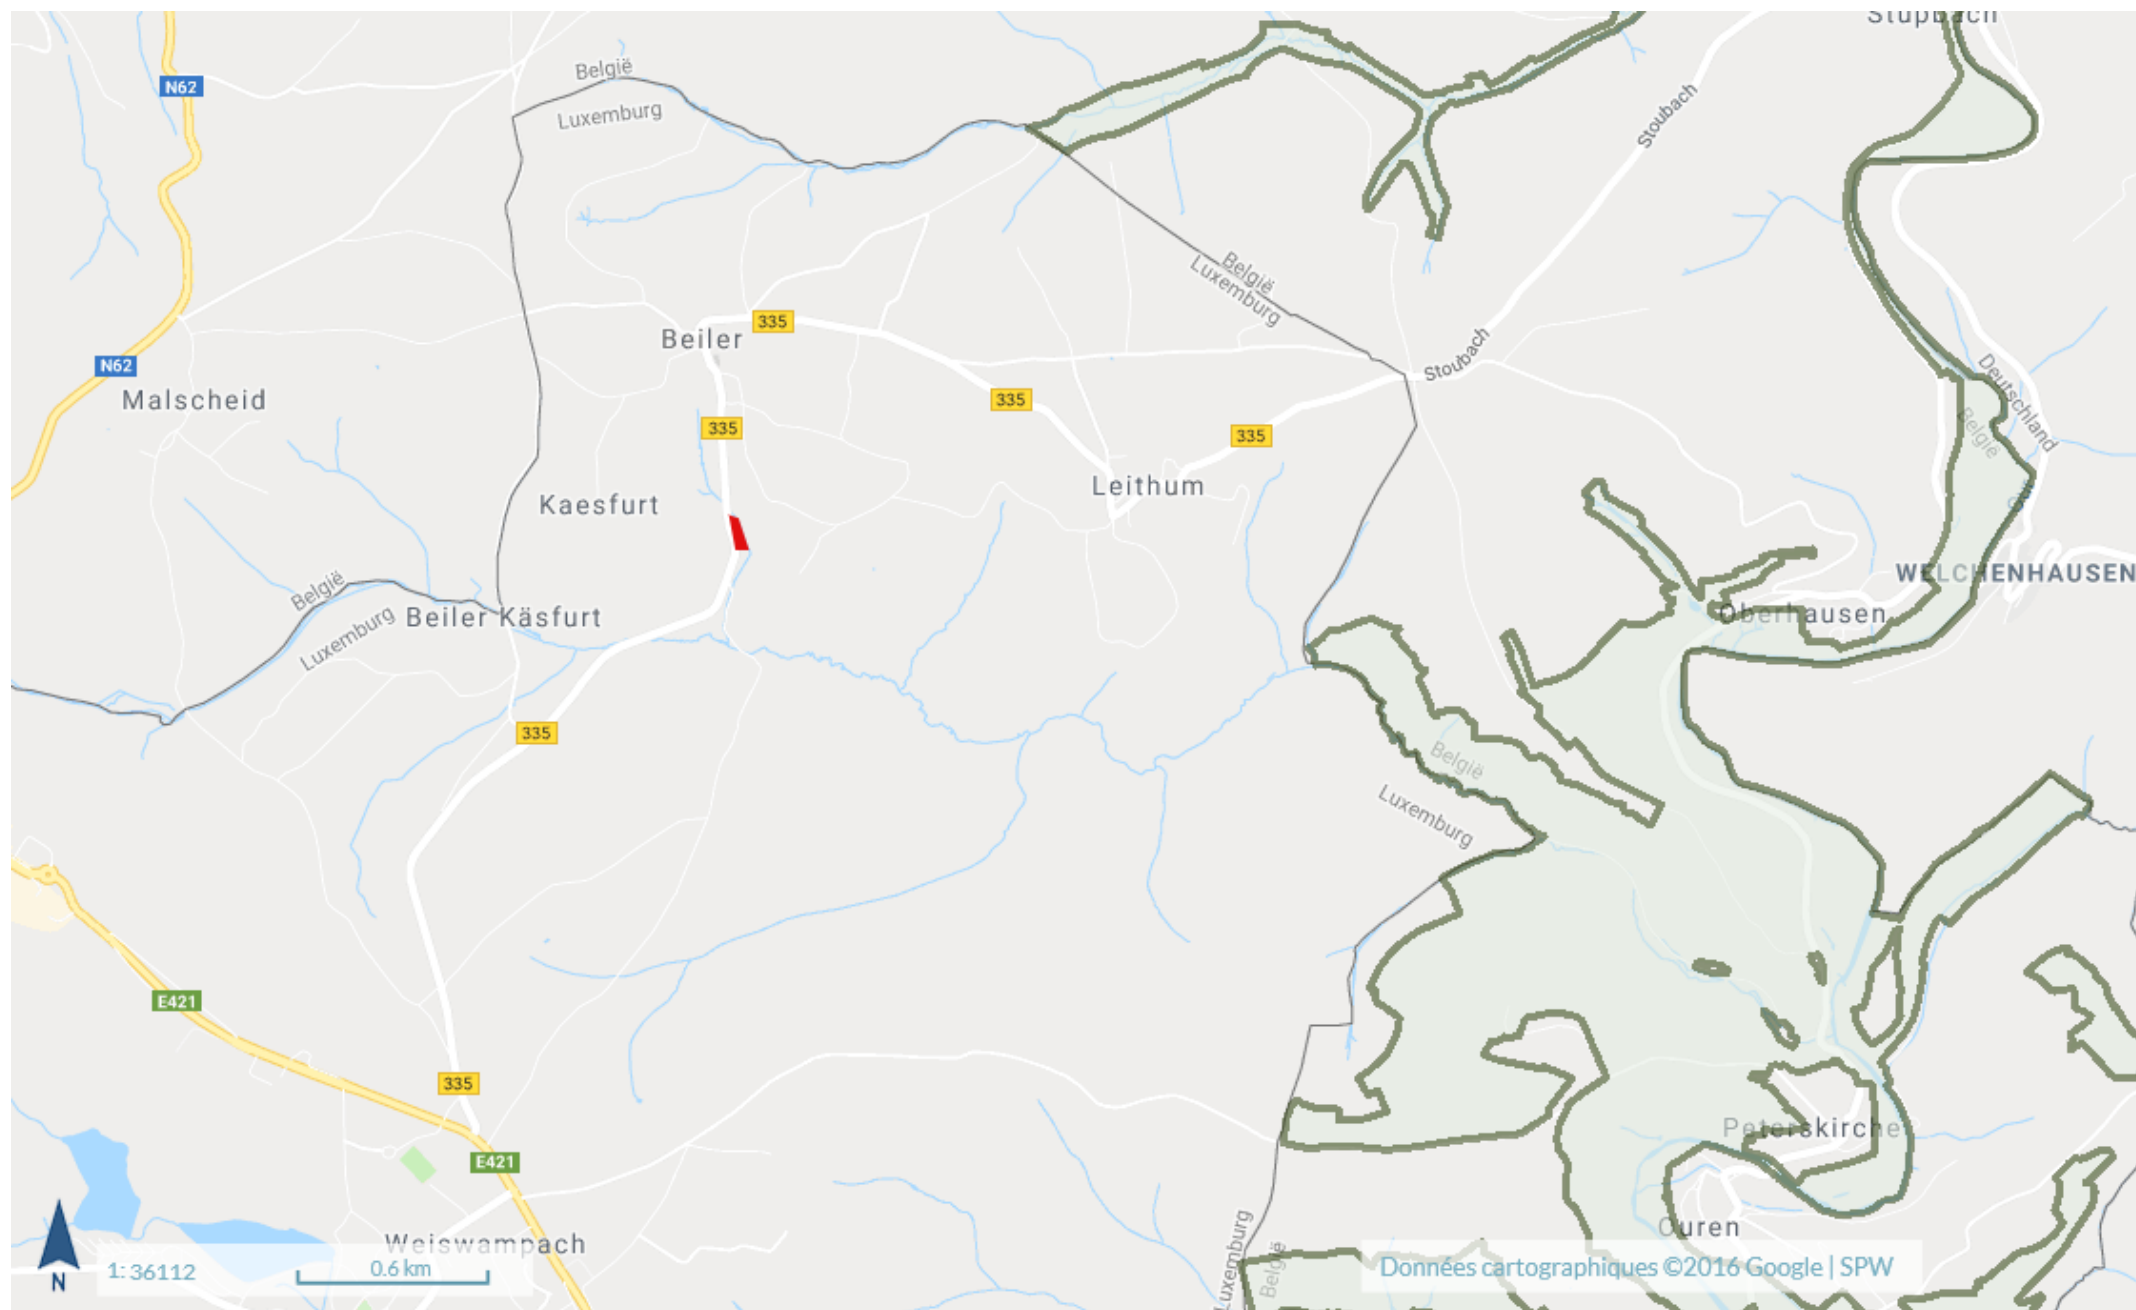 Stupbach
België
N62
Luxemburg
Stoubach
België
Luxemburg
335
Beiler
Stoubach
N62
Deutschland
Malscheid
335
335
België
335
Leithum
Kaesfurt
Our
WELCHENHAUSEN
België
Beiler Käsfurt
Oberhausen
Luxemburg
335
België
Luxemburg
E421
335
Peterskirche
E421
Ouren
Weiswampach
Luxemburg
België
N
1: 36112
0.6 km
Données cartographiques ©2016 Google | SPW